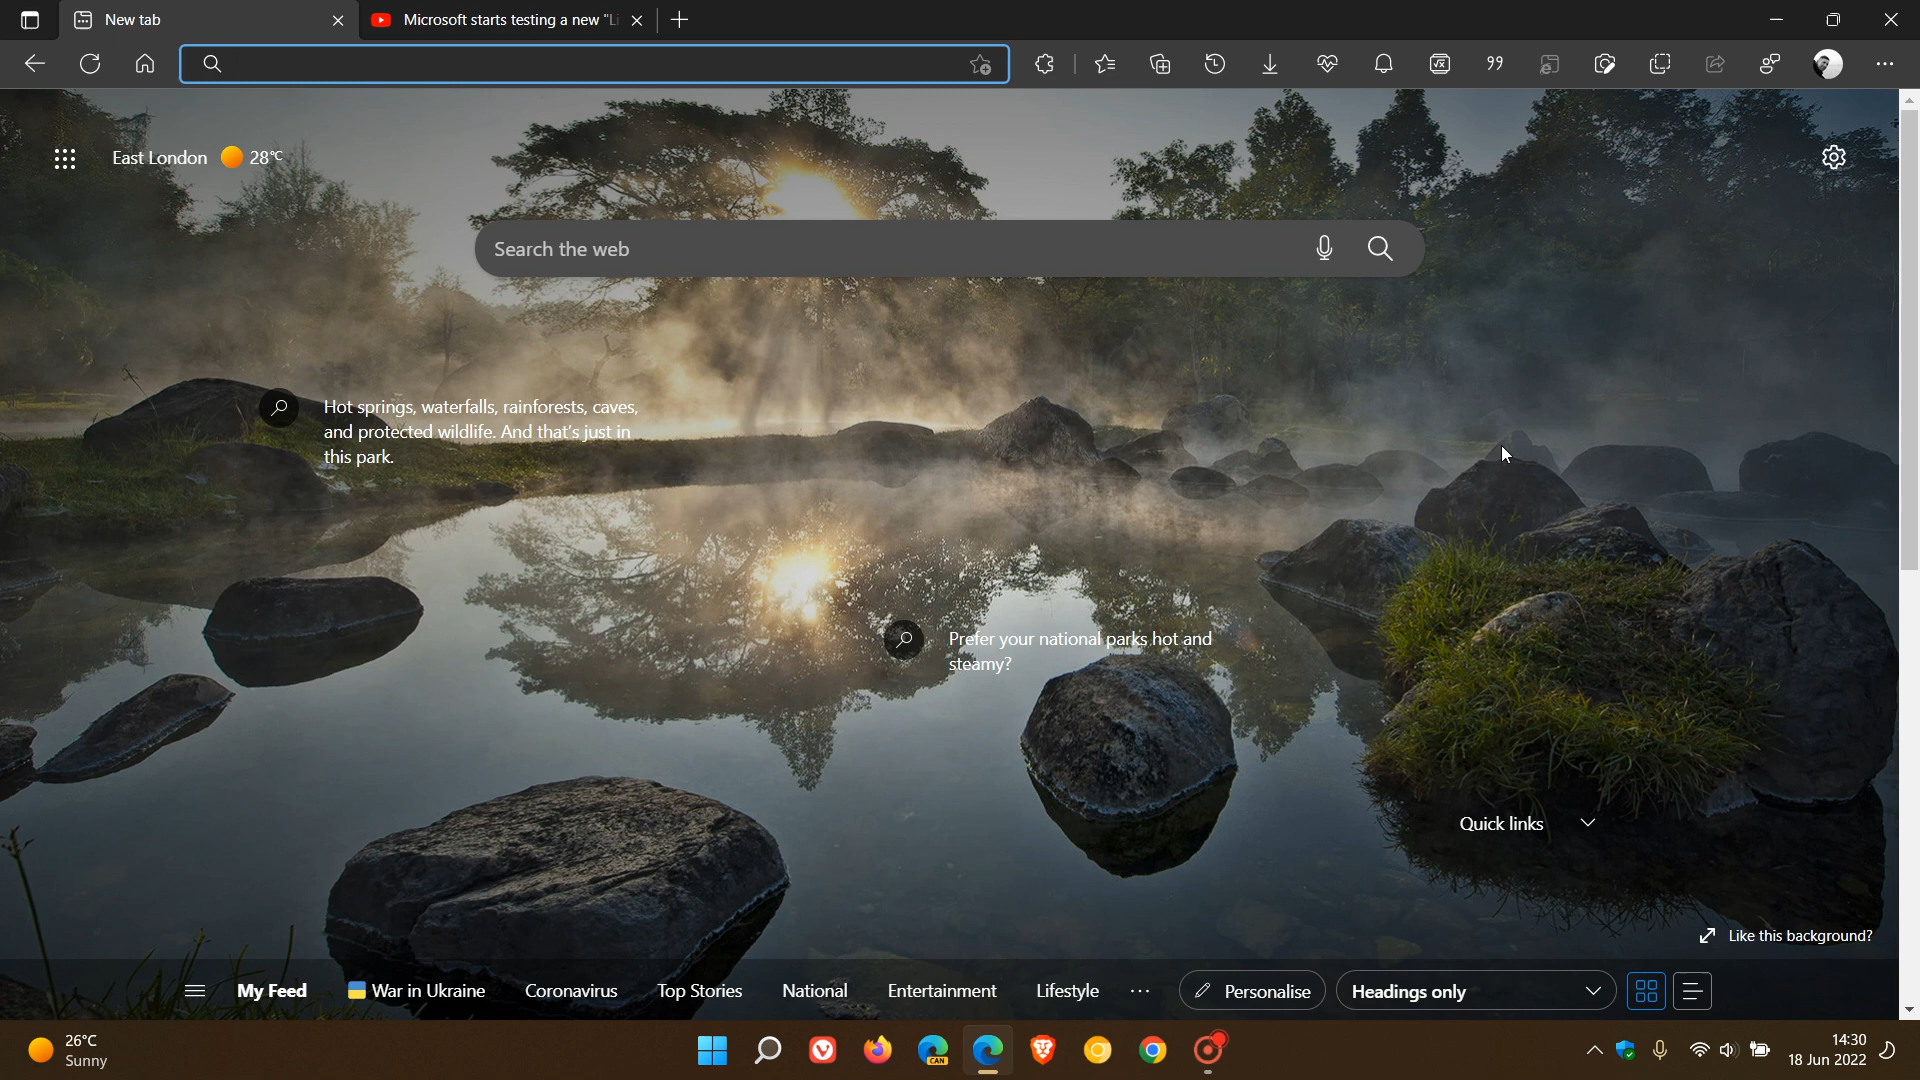 New tab
Microsoft starts testing a new "Li
East London 28°C
Search the web
Hot springs, waterfalls, rainforests, caves,
and protected wildlife. And that's just in
this park.
Prefer your national parks hot and
steamy?
Quick links
Like this background?
My Feed War in Ukraine Coronavirus Top Stories National Entertainment Lifestyle ... Personalise Headings only
26°C
Sunny
CAN
14:30
18 Jun 2022